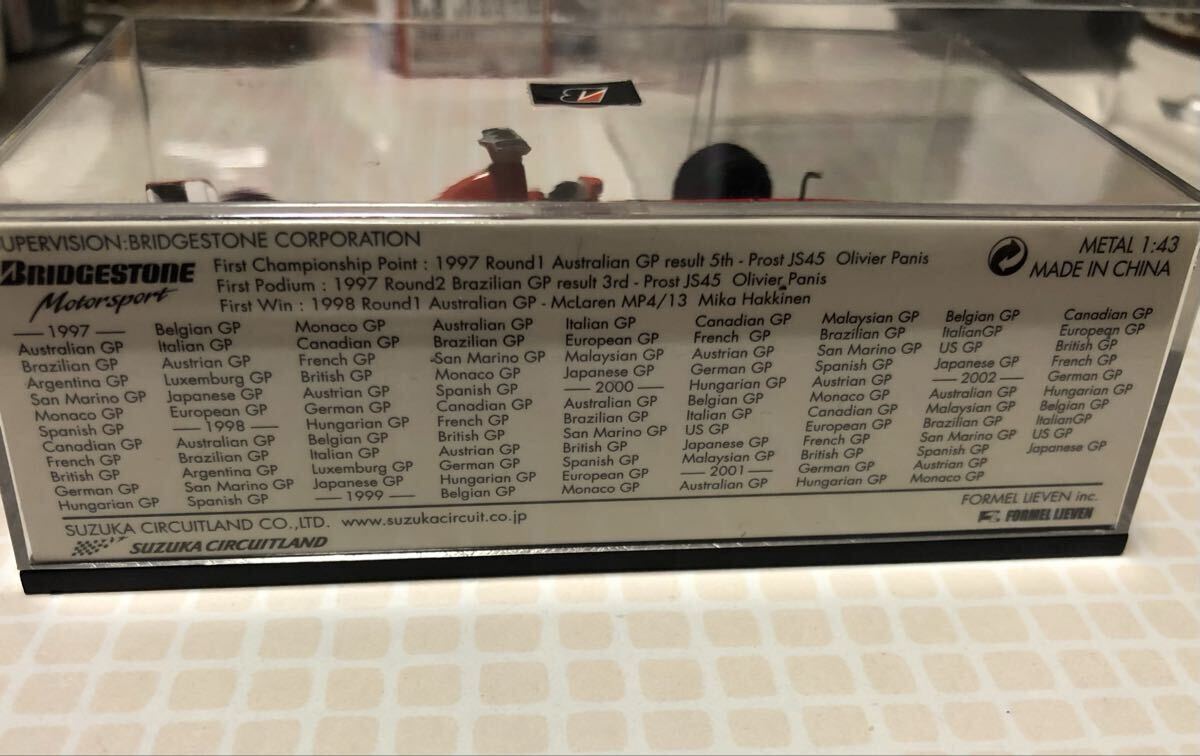 UPERVISION:BRIDGESTONE CORPORATION
BRIDGESTONE
Motorsport
First Championship Point : 1997 Round1 Australian GP result 5th - Prost JS45 Olivier Panis
First Podium : 1997 Round2 Brazilian GP result 3rd - Prost JS45 Olivier Panis
First Win : 1998 Round1 Australian GP - McLaren MP4/13 Mika Hakkinen
METAL 1:43
MADE IN CHINA
1997
Australian GP
Brazilian GP
Argentina GP
San Marino GP
Monaco GP
Spanish GP
Canadian GP
French GP
British GP
German GP
Hungarian GP
Belgian GP
Italian GP
Austrian GP
Luxemburg GP
Japanese GP
European GP
1998
Australian GP
Brazilian GP
Argentina GP
San Marino GP
Spanish GP
Monaco GP
Canadian GP
French GP
British GP
Austrian GP
German GP
Hungarian GP
Belgian GP
Italian GP
Luxemburg GP
Japanese GP
1999
Australian GP
Brazilian GP
San Marino GP
Monaco GP
Spanish GP
Canadian GP
French GP
British GP
Austrian GP
German GP
Hungarian GP
Belgian GP
Italian GP
European GP
Malaysian GP
Japanese GP
2000
Australian GP
Brazilian GP
San Marino GP
British GP
Spanish GP
European GP
Monaco GP
Canadian GP
French GP
Austrian GP
German GP
Hungarian GP
Belgian GP
Italian GP
US GP
Japanese GP
Malaysian GP
2001
Australian GP
Malaysian GP
Brazilian GP
San Marino GP
Spanish GP
Austrian GP
Monaco GP
Canadian GP
European GP
French GP
British GP
German GP
Hungarian GP
Belgian GP
ItalianGP
US GP
Japanese GP
2002
Australian GP
Malaysian GP
Brazilian GP
San Marino GP
Spanish GP
Austrian GP
Monaco GP
Canadian GP
European GP
British GP
French GP
German GP
Hungarian GP
Belgian GP
ItalianGP
US GP
Japanese GP
SUZUKA CIRCUITLAND CO.,LTD. www.suzukacircuit.co.jp
SUZUKA CIRCUITLAND
FORMEL LIEVEN inc.
FORMEL LIEVEN